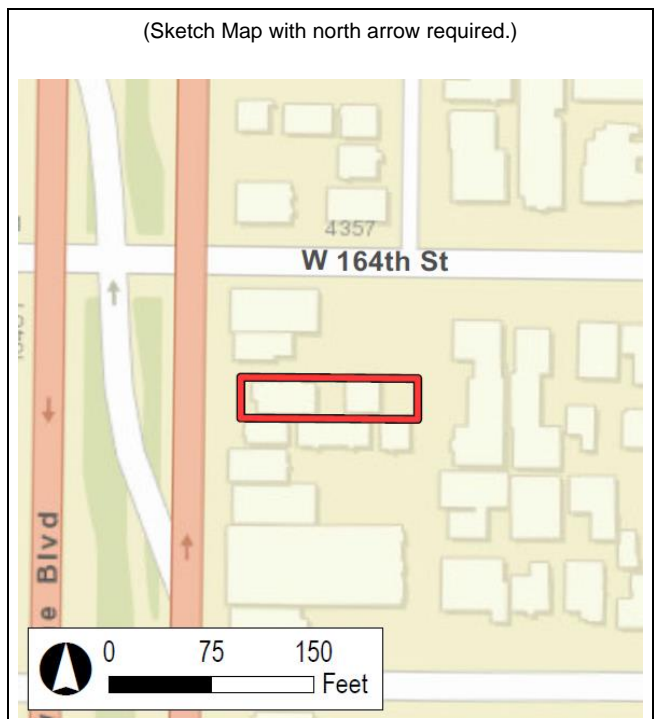 (Sketch Map with north arrow required.)
4357
W 164th St
e Blvd
0 75 150
Feet